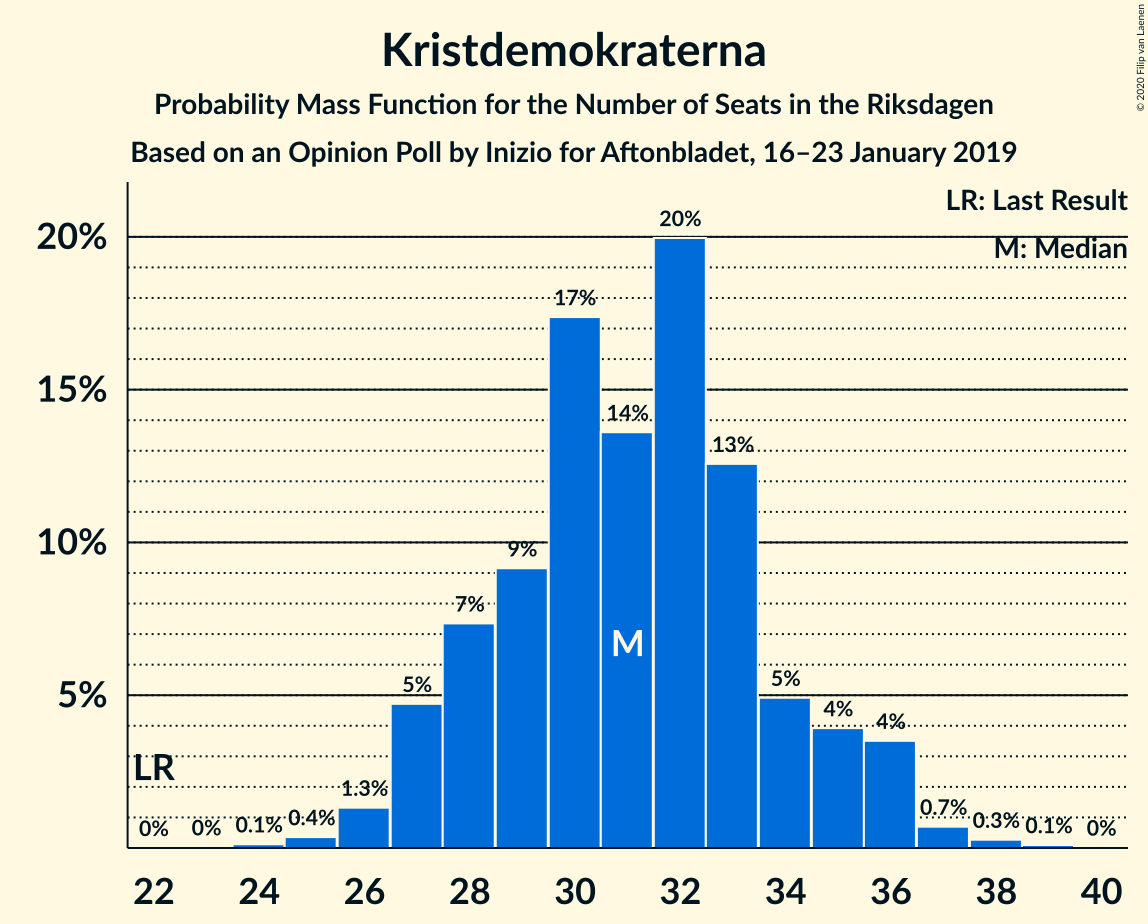 Kristdemokraterna
Probability Mass Function for the Number of Seats in the Riksdagen
Based on an Opinion Poll by Inizio for Aftonbladet, 16–23 January 2019
© 2020 Filip van Laenen
LR: Last Result
M: Median
20%
15%
10%
5%
LR
0%
0%
0.1%
0.4%
1.3%
5%
7%
9%
17%
14%
M
20%
13%
5%
4%
4%
0.7%
0.3%
0.1%
0%
22 24 26 28 30 32 34 36 38 40